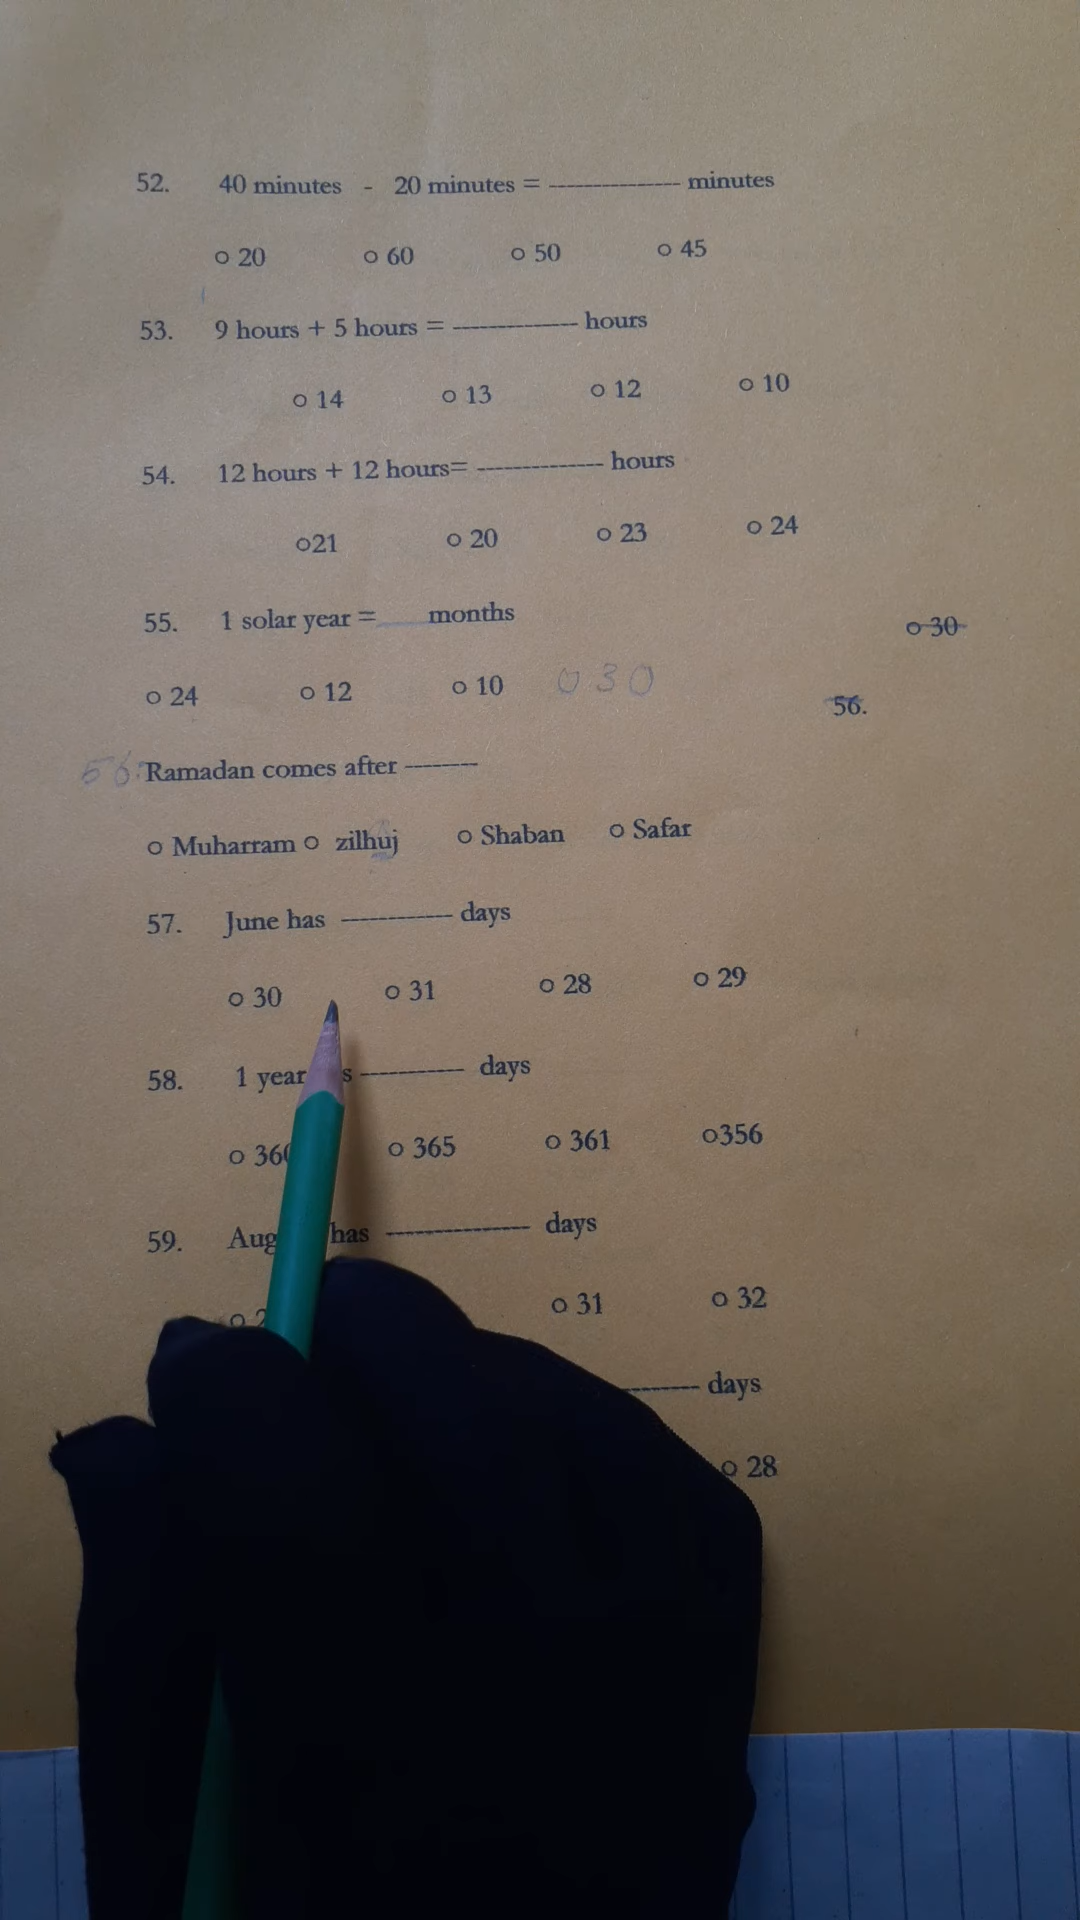 52. 40 minutes - 20 minutes = -------------- minutes
o 20 o 60 o 50 o 45
53. 9 hours + 5 hours = ------------- hours
o 14 o 13 o 12 o 10
54. 12 hours + 12 hours= ------------- hours
o21 o 20 o 23 o 24
55. 1 solar year = ___ months
o 30
o 24 o 12 o 10 O 30
56.
56. Ramadan comes after -------
o Muharram o zilhuj o Shaban o Safar
57. June has ------------ days
o 30 o 31 o 28 o 29
58. 1 year ----------- days
o 365 o 361 o356
59. has --------------- days
o 31 o 32
-------- days
o 28